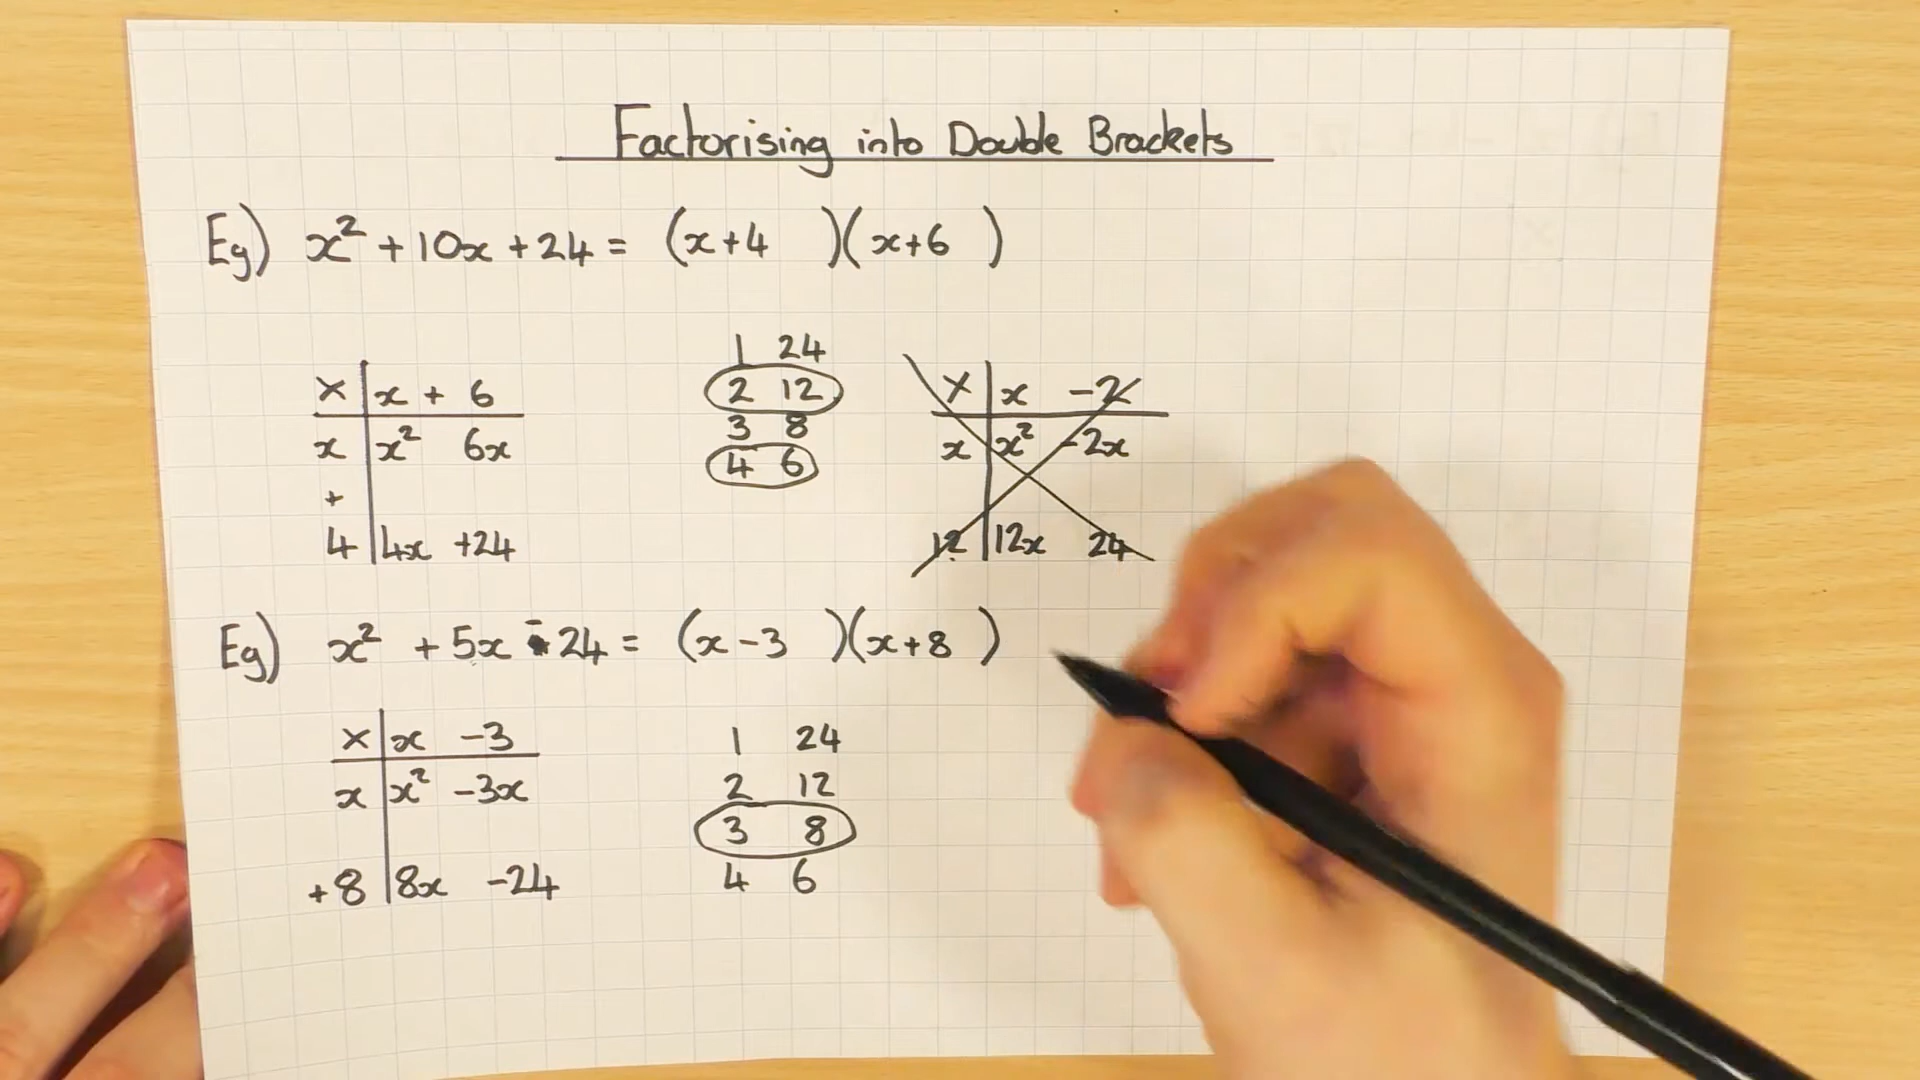 Factorising into Double Brackets
Eg) x² + 10x + 24 = (x+4 )(x+6 )
1 24
x | x + 6
2 12
x | x -2
3 8
x | x² 6x
x | x² -2x
4 6
+
4 | 4x +24
12 | 12x 24
Eg) x² + 5x - 24 = (x-3 )(x+8 )
x | x -3
1 24
x | x² -3x
2 12
3 8
+8 | 8x -24
4 6